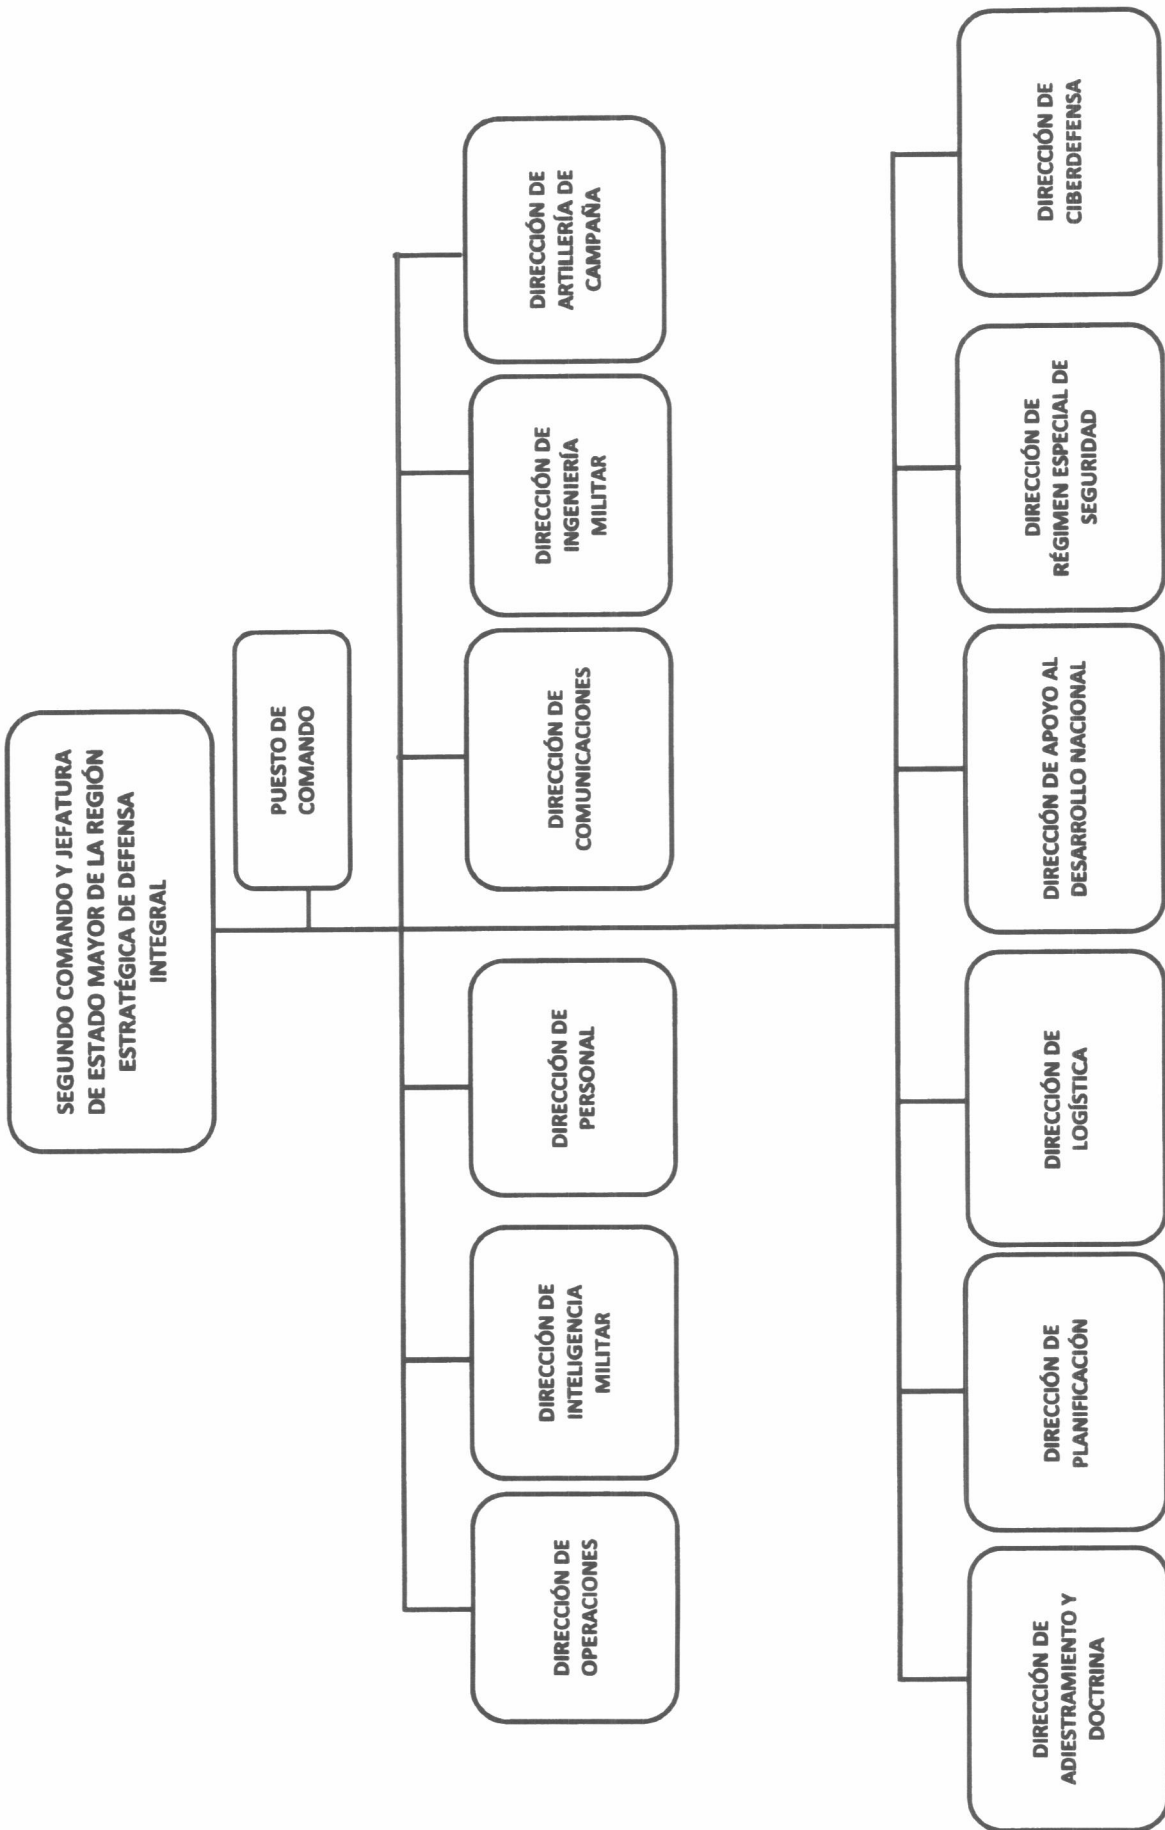 SEGUNDO COMANDO Y JEFATURA
DE ESTADO MAYOR DE LA REGIÓN
ESTRATÉGICA DE DEFENSA
INTEGRAL
PUESTO DE
COMANDO
DIRECCIÓN DE
OPERACIONES
DIRECCIÓN DE
INTELIGENCIA
MILITAR
DIRECCIÓN DE
PERSONAL
DIRECCIÓN DE
COMUNICACIONES
DIRECCIÓN DE
INGENIERÍA
MILITAR
DIRECCIÓN DE
ARTILLERÍA DE
CAMPAÑA
DIRECCIÓN DE
ADIESTRAMIENTO Y
DOCTRINA
DIRECCIÓN DE
PLANIFICACIÓN
DIRECCIÓN DE
LOGÍSTICA
DIRECCIÓN DE APOYO AL
DESARROLLO NACIONAL
DIRECCIÓN DE
RÉGIMEN ESPECIAL DE
SEGURIDAD
DIRECCIÓN DE
CIBERDEFENSA